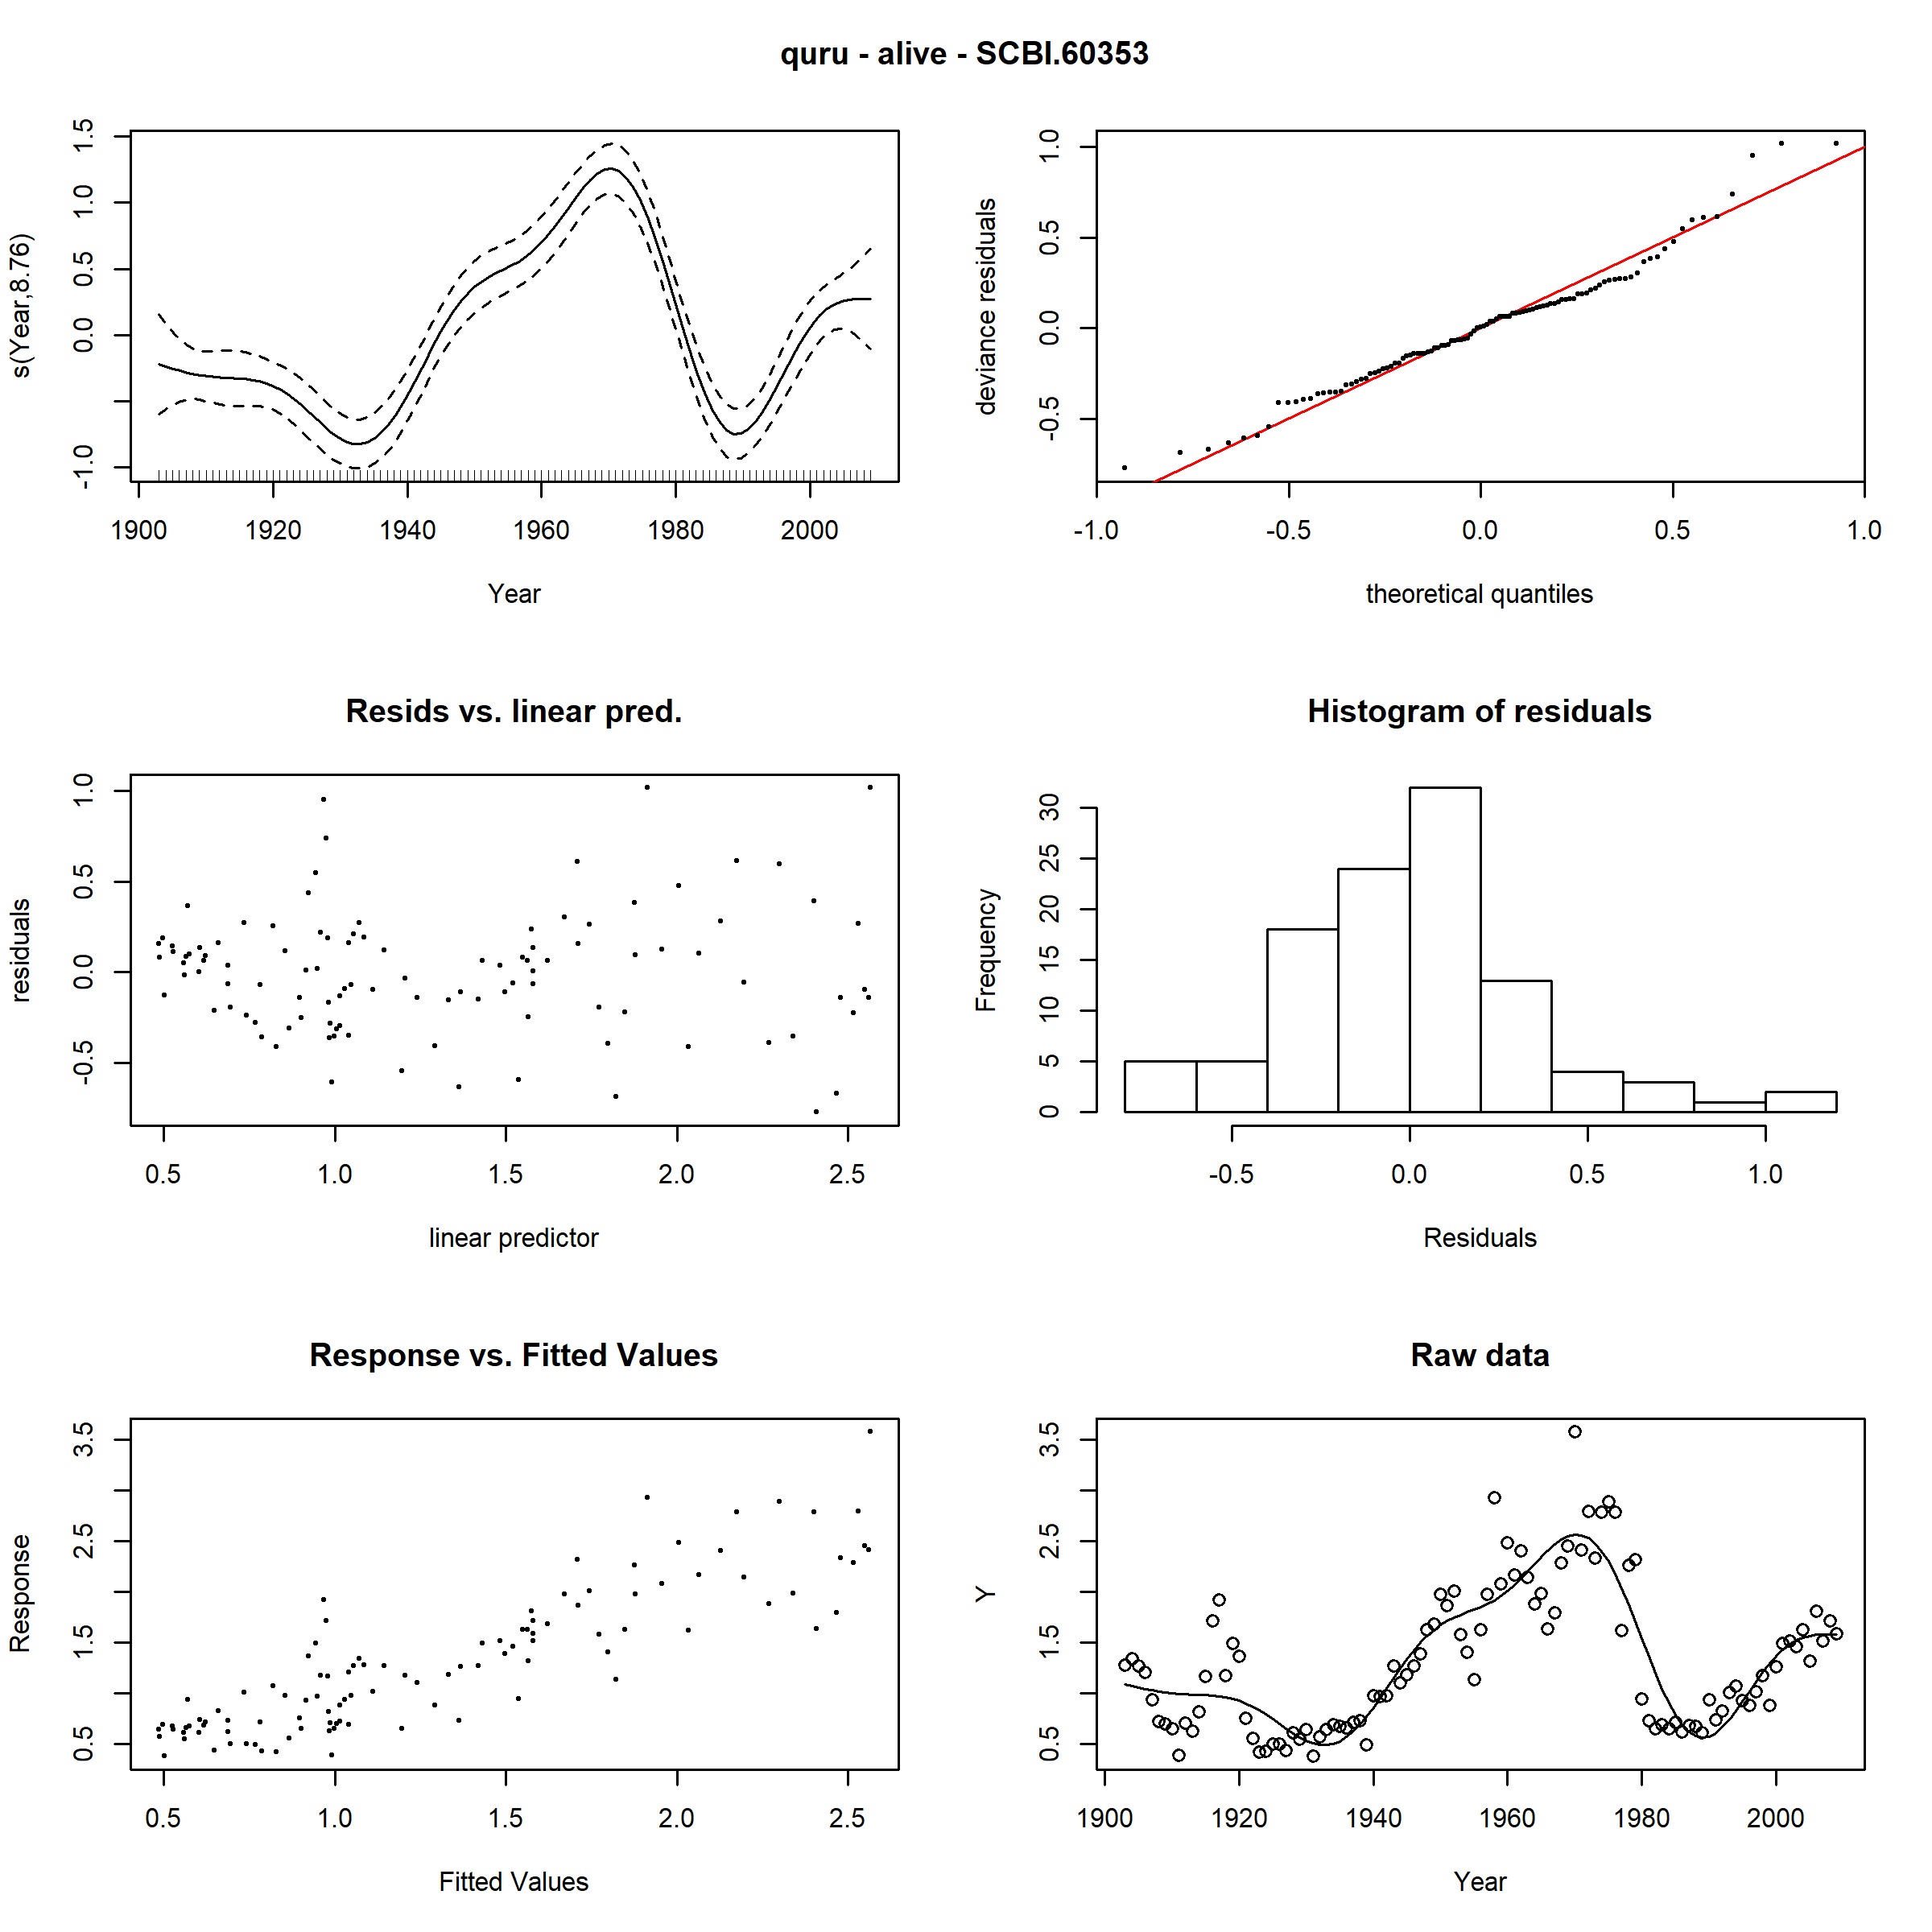 quru - alive - SCBI.60353
s(Year,8.76)
-1.0 0.0 0.5 1.0 1.5
1900 1920 1940 1960 1980 2000
Year
deviance residuals
-0.5 0.0 0.5 1.0
-1.0 -0.5 0.0 0.5 1.0
theoretical quantiles
Resids vs. linear pred.
residuals
-0.5 0.0 0.5 1.0
0.5 1.0 1.5 2.0 2.5
linear predictor
Histogram of residuals
Frequency
0 5 10 15 20 25 30
-0.5 0.0 0.5 1.0
Residuals
Response vs. Fitted Values
Response
0.5 1.5 2.5 3.5
0.5 1.0 1.5 2.0 2.5
Fitted Values
Raw data
Y
0.5 1.5 2.5 3.5
1900 1920 1940 1960 1980 2000
Year